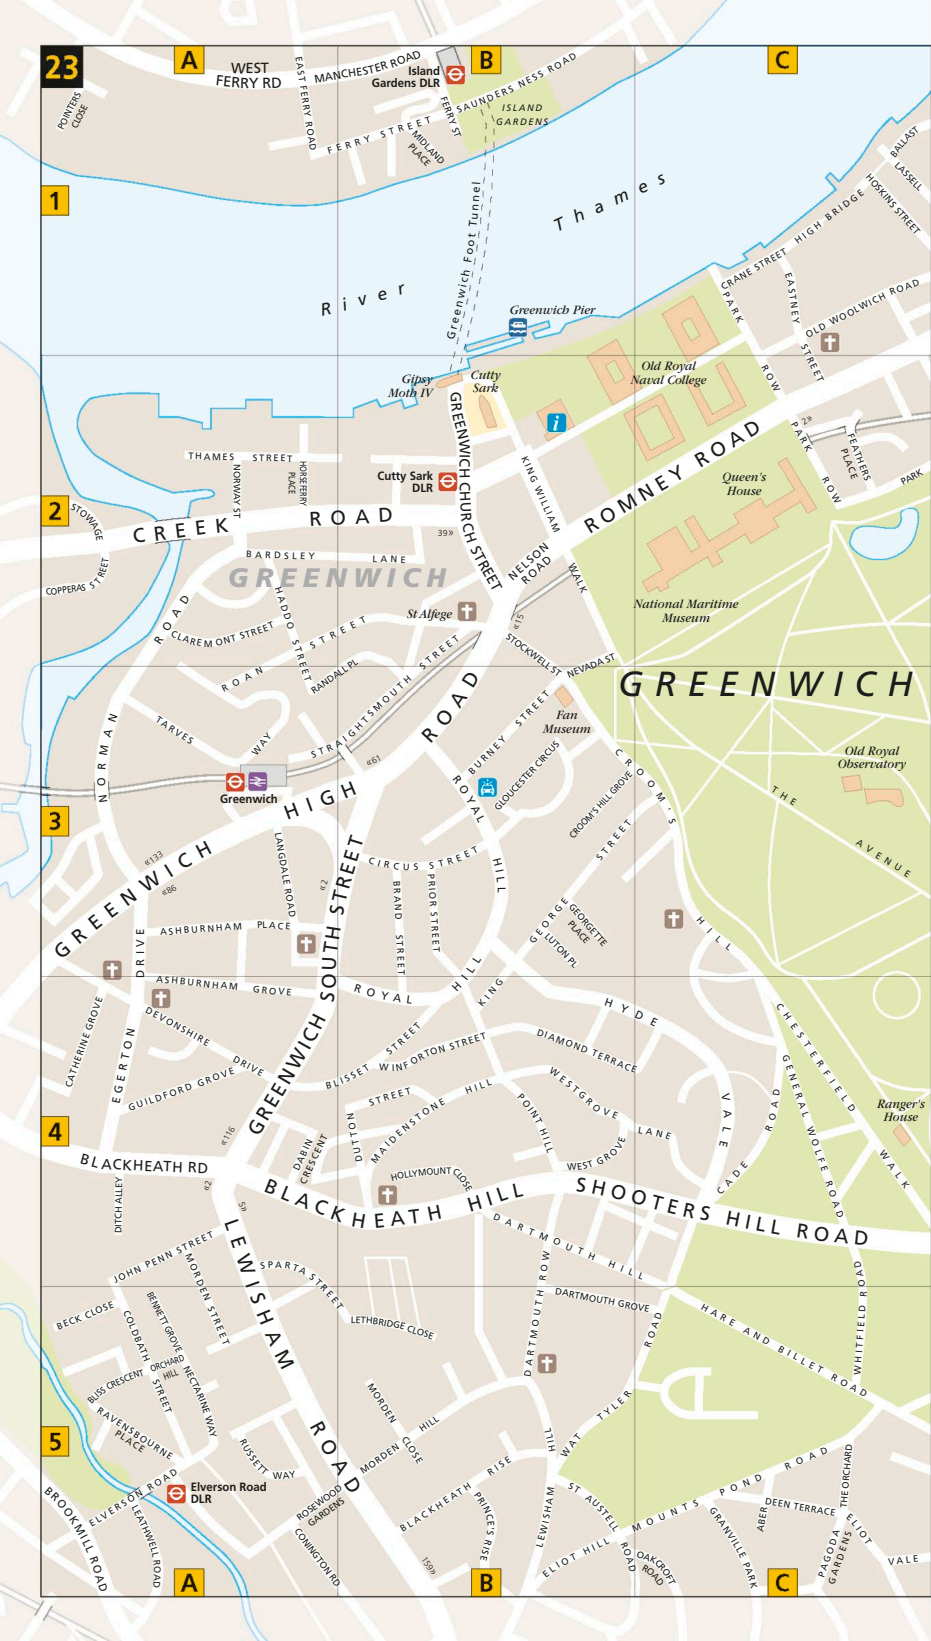 23
A
B
C
WEST
FERRY RD
EAST FERRY ROAD
MANCHESTER ROAD
Island
Gardens DLR
SAUNDERS NESS ROAD
ISLAND
GARDENS
POINTERS
CLOSE
FERRY STREET
FERRY ST
MIDLAND
PLACE
1
Greenwich Foot Tunnel
River Thames
BALLAST
LASSELL
HOSKINS STREET
HIGH BRIDGE
CRANE STREET
EASTNEY STREET
OLD WOOLWICH ROAD
PARK ROW
Greenwich Pier
Old Royal
Naval College
Gipsy
Moth IV
Cutty
Sark
i
GREENWICH CHURCH STREET
KING WILLIAM WALK
ROMNEY ROAD
PARK ROW
2»
FEATHERS
PLACE
PARK
Queen's
House
THAMES STREET
NORWAY ST
HORSEFERRY
PLACE
Cutty Sark
DLR
2
STOWAGE
CREEK ROAD
39»
COPPERAS STREET
BARDSLEY LANE
NELSON
ROAD
GREENWICH
St Alfege
«15
National Maritime
Museum
NORMAN ROAD
CLAREMONT STREET
HADDO STREET
ROAN STREET
RANDALL PL
STRAIGHTSMOUTH STREET
STOCKWELL ST
NEVADA ST
GREENWICH
TARVES WAY
Fan
Museum
BURNEY STREET
GLOUCESTER CIRCUS
Old Royal
Observatory
THE AVENUE
CROOM'S HILL
CROOM'S HILL GROVE
«61
Greenwich
3
GREENWICH HIGH ROAD
ROYAL HILL
«133
«86
«2
LANGDALE ROAD
CIRCUS STREET
BRAND STREET
PRIOR STREET
GEORGE STREET
GEORGETTE
PLACE
LUTON PL
ASHBURNHAM PLACE
EGERTON DRIVE
ASHBURNHAM GROVE
GREENWICH SOUTH STREET
ROYAL HILL
KING
HYDE VALE
CATHERINE GROVE
DEVONSHIRE DRIVE
GUILDFORD GROVE
BLISSET STREET
WINFORTON STREET
DIAMOND TERRACE
CHESTERFIELD WALK
GENERAL WOLFE ROAD
Ranger's
House
4
«116
DUTTON STREET
MAIDENSTONE HILL
POINT HILL
WESTGROVE LANE
WEST GROVE
CADE ROAD
DABIN
CRESCENT
BLACKHEATH RD
«2
5»
DITCH ALLEY
HOLLYMOUNT CLOSE
BLACKHEATH HILL
SHOOTERS HILL ROAD
DARTMOUTH HILL
JOHN PENN STREET
MORDEN STREET
SPARTA STREET
LEWISHAM ROAD
BECK CLOSE
COLDBATH STREET
BENNETT GROVE
NECTARINE WAY
ORCHARD
HILL
BLISS CRESCENT
LETHBRIDGE CLOSE
DARTMOUTH ROW
DARTMOUTH GROVE
HARE AND BILLET ROAD
WHITFIELD ROAD
WAT TYLER ROAD
RAVENSBOURNE
PLACE
5
RUSSETT WAY
MORDEN CLOSE
MORDEN HILL
ELVERSON ROAD
Elverson Road
DLR
BROOKMILL ROAD
LEATHWELL ROAD
ROSEWOOD
GARDENS
CONINGTON RD
BLACKHEATH RISE
PRINCE'S RISE
LEWISHAM HILL
159»
ST AUSTELL ROAD
ELIOT HILL
MOUNTS POND ROAD
OAKCROFT
ROAD
GRANVILLE PARK
ABER
DEEN TERRACE
THE ORCHARD
PAGODA
GARDENS
ELIOT VALE
A
B
C